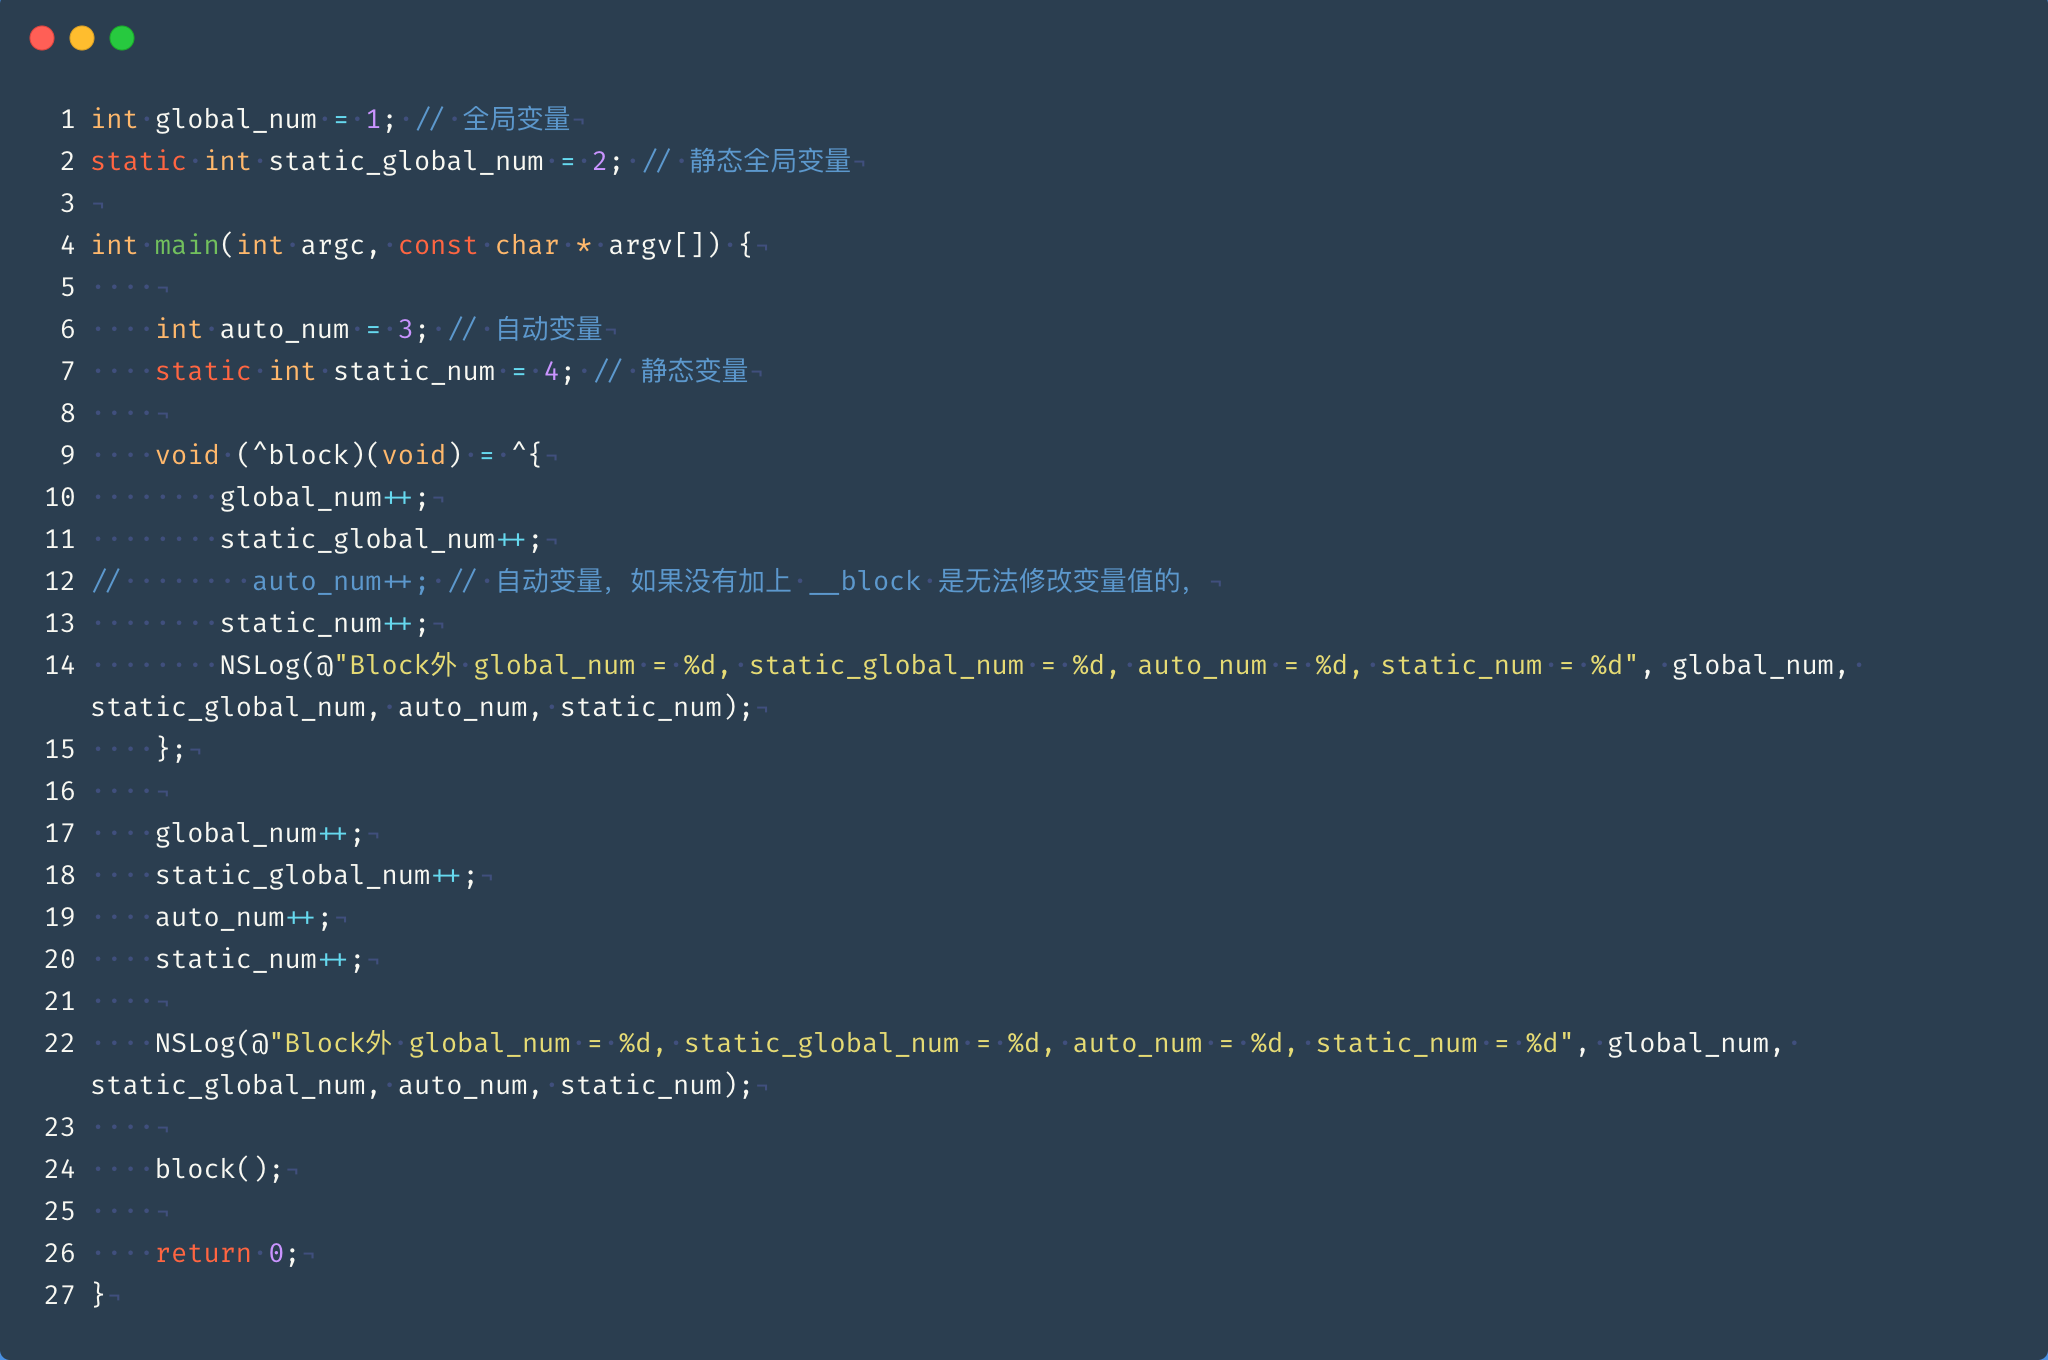 1 int global_num = 1; // 全局变量
2 static int static_global_num = 2; // 静态全局变量
3
4 int main(int argc, const char * argv[]) {
5
6     int auto_num = 3; // 自动变量
7     static int static_num = 4; // 静态变量
8
9     void (^block)(void) = ^{
10         global_num++;
11         static_global_num++;
12 //        auto_num++; // 自动变量，如果没有加上 __block 是无法修改变量值的，
13         static_num++;
14         NSLog(@"Block外 global_num = %d, static_global_num = %d, auto_num = %d, static_num = %d", global_num,
static_global_num, auto_num, static_num);
15     };
16
17     global_num++;
18     static_global_num++;
19     auto_num++;
20     static_num++;
21
22     NSLog(@"Block外 global_num = %d, static_global_num = %d, auto_num = %d, static_num = %d", global_num,
static_global_num, auto_num, static_num);
23
24     block();
25
26     return 0;
27 }